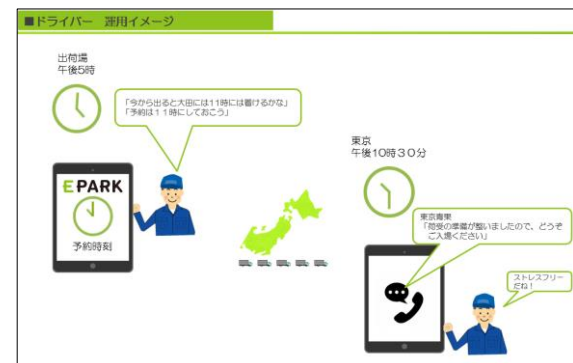 ■ドライバー 運用イメージ
出荷場
午後5時
「今から出ると大田には11時には着けるかな」
「予約は11時にしておこう」
EPARK
予約時刻
東京
午後10時30分
東京青果
「荷受の準備が整いましたので、どうぞ
ご入場ください」
ストレスフリー
だね!